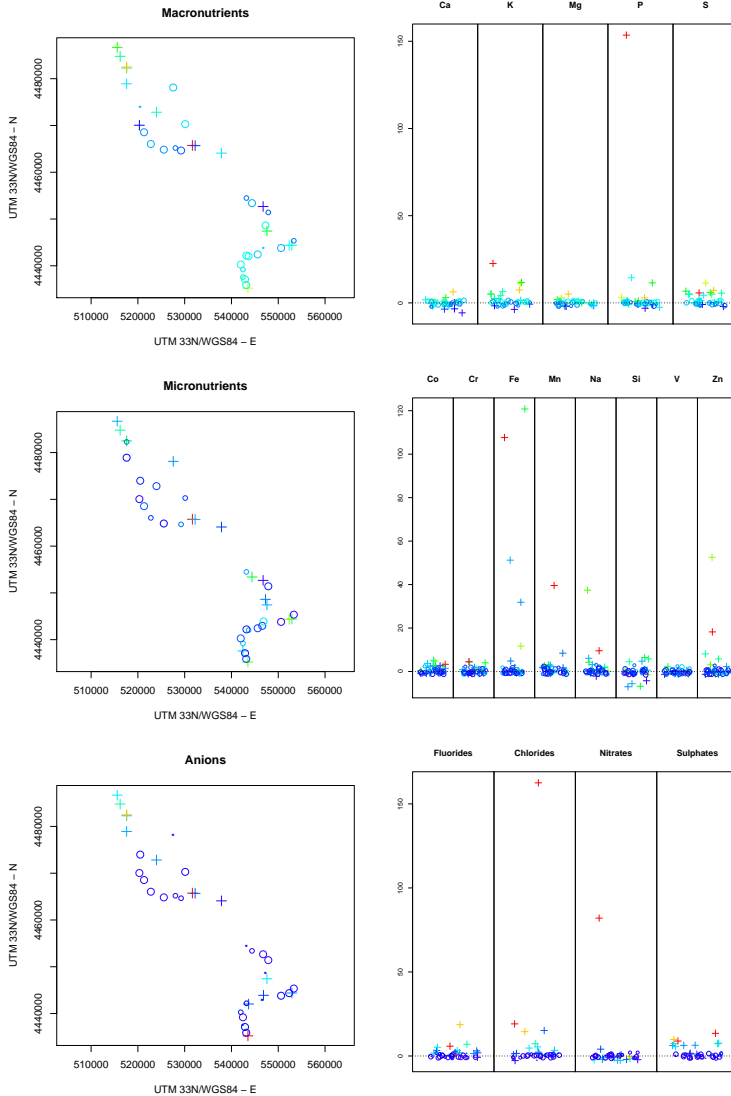 Macronutrients
UTM 33N/WGS84 – N
4440000 4460000 4480000
510000 520000 530000 540000 550000 560000
UTM 33N/WGS84 – E
Ca K Mg P S
0 50 100 150
Micronutrients
UTM 33N/WGS84 – N
4440000 4460000 4480000
510000 520000 530000 540000 550000 560000
UTM 33N/WGS84 – E
Co Cr Fe Mn Na Si V Zn
0 20 40 60 80 100 120
Anions
UTM 33N/WGS84 – N
4440000 4460000 4480000
510000 520000 530000 540000 550000 560000
UTM 33N/WGS84 – E
Fluorides Chlorides Nitrates Sulphates
0 50 100 150